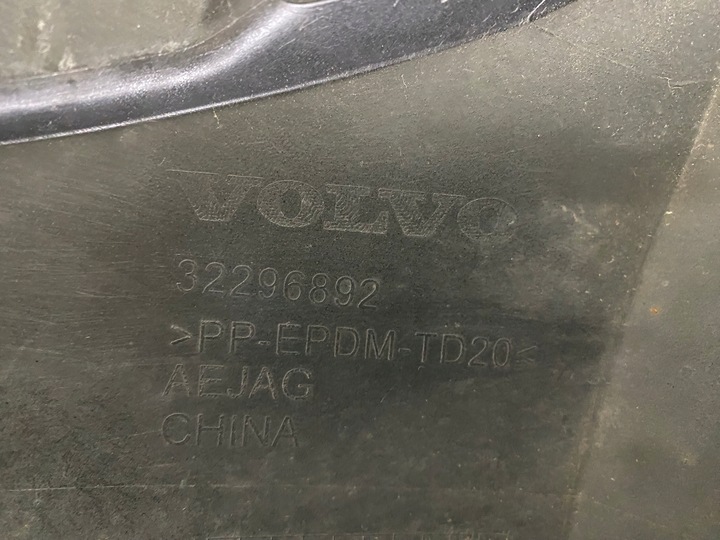 VOLVO
32296892
>PP-EPDM-TD20<
AEJAG
CHINA